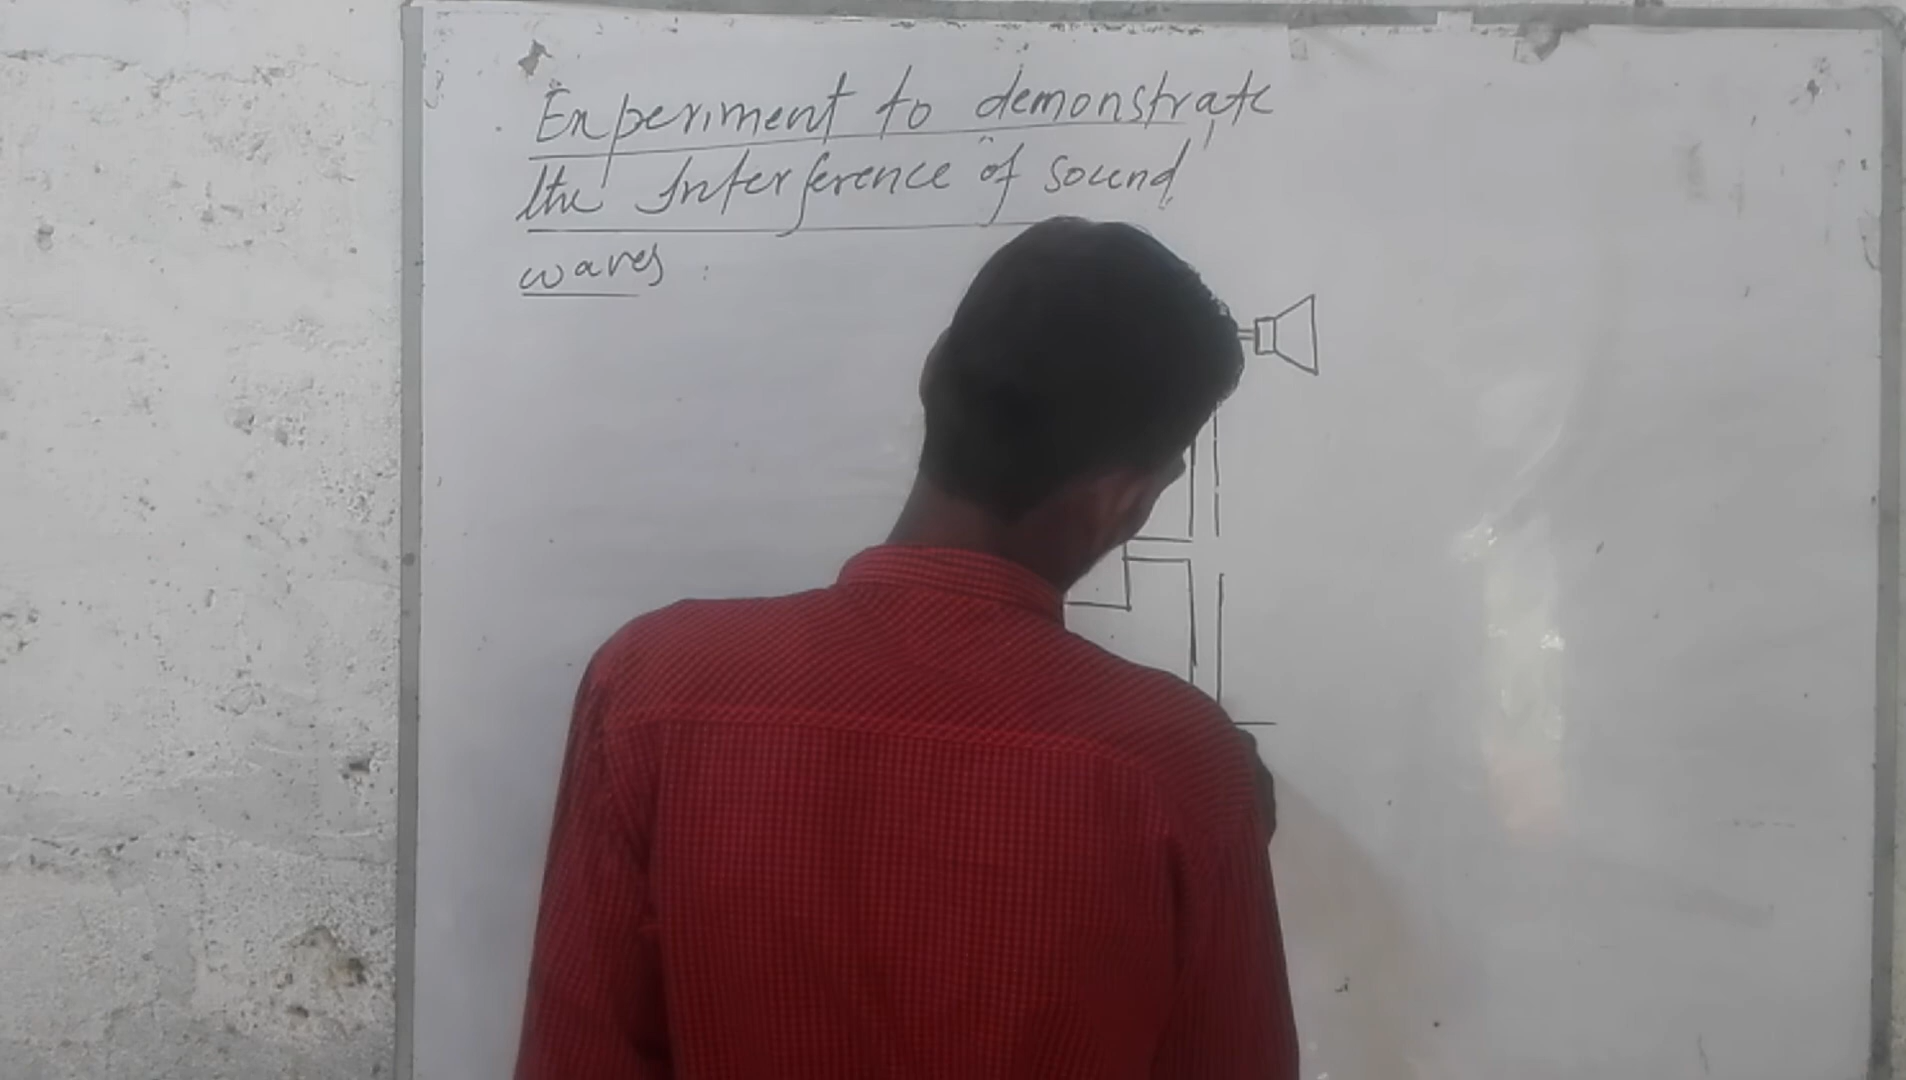 Experiment to demonstrate
the Interference of sound
waves :